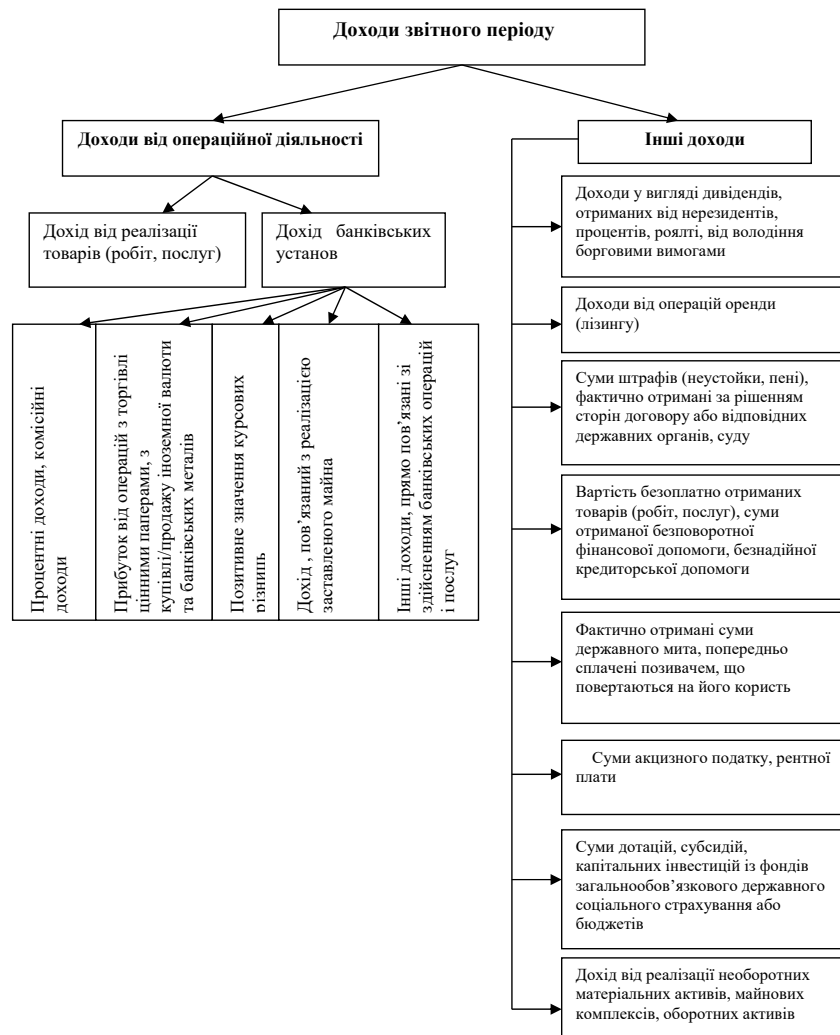 Доходи звітного періоду
Доходи від операційної діяльності
Інші доходи
Дохід від реалізації
товарів (робіт, послуг)
Дохід банківських
установ
Процентні доходи, комісійні
доходи
Прибуток від операцій з торгівлі
цінними паперами, з
купівлі/продажу іноземної валюти
та банківських металів
Позитивне значення курсових
різниць
Дохід , пов’язаний з реалізацією
заставленого майна
Інші доходи, прямо пов’язані зі
здійсненням банківських операцій
і послуг
Доходи у вигляді дивідендів,
отриманих від нерезидентів,
процентів, роялті, від володіння
борговими вимогами
Доходи від операцій оренди
(лізингу)
Суми штрафів (неустойки, пені),
фактично отримані за рішенням
сторін договору або відповідних
державних органів, суду
Вартість безоплатно отриманих
товарів (робіт, послуг), суми
отриманої безповоротної
фінансової допомоги, безнадійної
кредиторської допомоги
Фактично отримані суми
державного мита, попередньо
сплачені позивачем, що
повертаються на його користь
Суми акцизного податку, рентної
плати
Суми дотацій, субсидій,
капітальних інвестицій із фондів
загальнообов’язкового державного
соціального страхування або
бюджетів
Дохід від реалізації необоротних
матеріальних активів, майнових
комплексів, оборотних активів